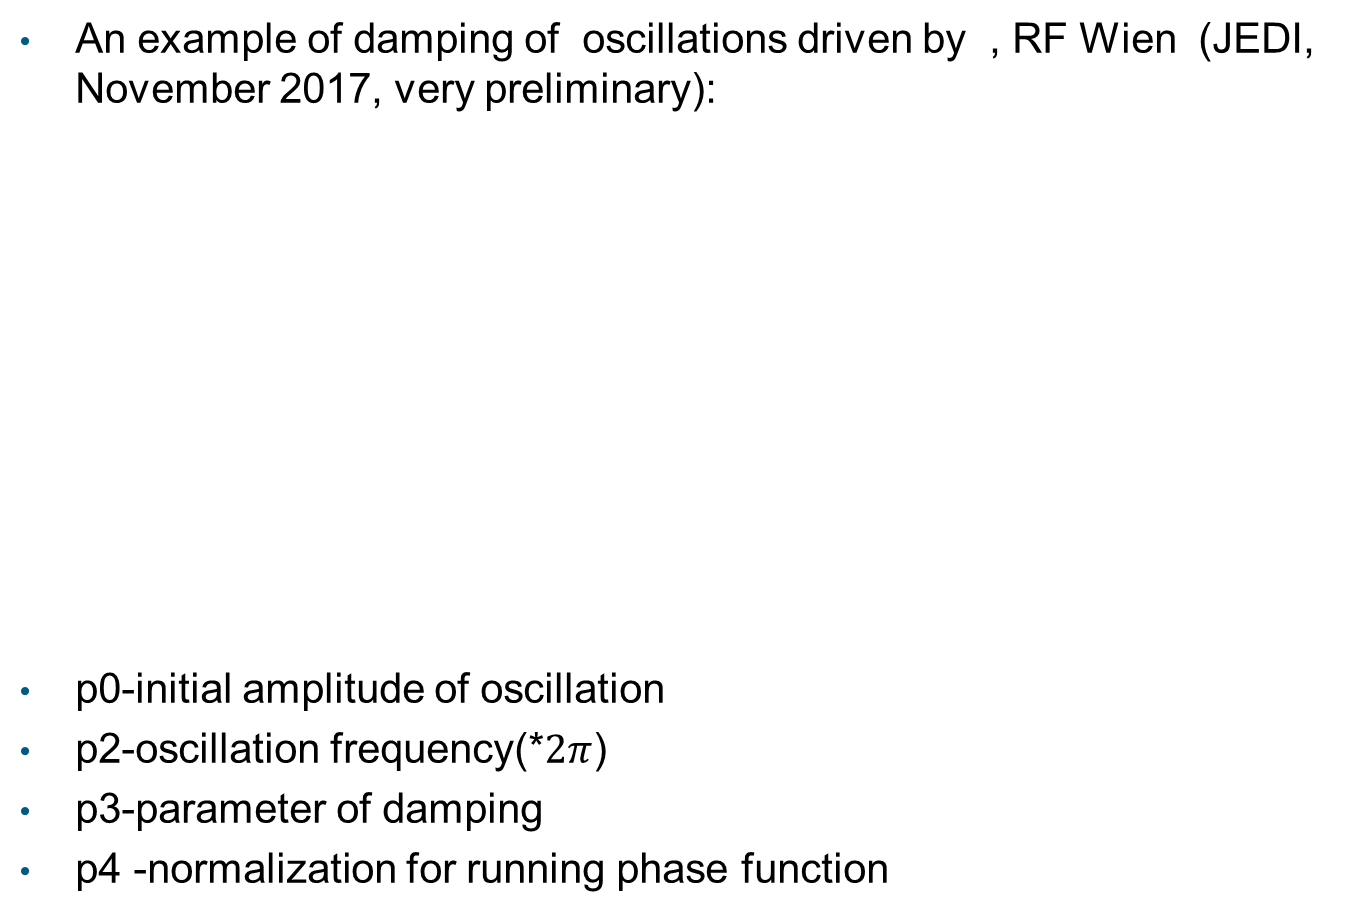 • An example of damping of oscillations driven by , RF Wien (JEDI,
November 2017, very preliminary):
• p0-initial amplitude of oscillation
• p2-oscillation frequency(*2𝜋)
• p3-parameter of damping
• p4 -normalization for running phase function